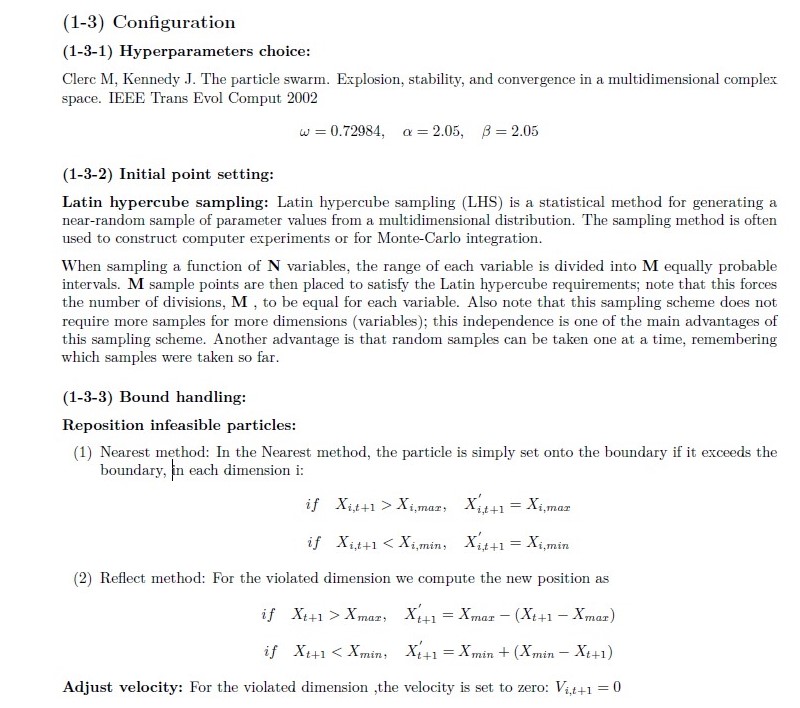 (1-3) Configuration
(1-3-1) Hyperparameters choice:
Clerc M, Kennedy J. The particle swarm. Explosion, stability, and convergence in a multidimensional complex
space. IEEE Trans Evol Comput 2002
ω = 0.72984, α = 2.05, β = 2.05
(1-3-2) Initial point setting:
Latin hypercube sampling: Latin hypercube sampling (LHS) is a statistical method for generating a
near-random sample of parameter values from a multidimensional distribution. The sampling method is often
used to construct computer experiments or for Monte-Carlo integration.
When sampling a function of N variables, the range of each variable is divided into M equally probable
intervals. M sample points are then placed to satisfy the Latin hypercube requirements; note that this forces
the number of divisions, M , to be equal for each variable. Also note that this sampling scheme does not
require more samples for more dimensions (variables); this independence is one of the main advantages of
this sampling scheme. Another advantage is that random samples can be taken one at a time, remembering
which samples were taken so far.
(1-3-3) Bound handling:
Reposition infeasible particles:
(1) Nearest method: In the Nearest method, the particle is simply set onto the boundary if it exceeds the
boundary, in each dimension i:
if X_{i,t+1} > X_{i,max}, X'_{i,t+1} = X_{i,max}
if X_{i,t+1} < X_{i,min}, X'_{i,t+1} = X_{i,min}
(2) Reflect method: For the violated dimension we compute the new position as
if X_{t+1} > X_{max}, X'_{t+1} = X_{max} − (X_{t+1} − X_{max})
if X_{t+1} < X_{min}, X'_{t+1} = X_{min} + (X_{min} − X_{t+1})
Adjust velocity: For the violated dimension ,the velocity is set to zero: V_{i,t+1} = 0